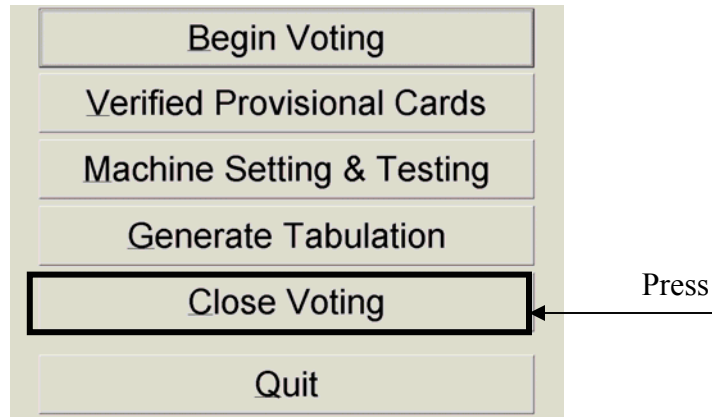 Begin Voting
Verified Provisional Cards
Machine Setting & Testing
Generate Tabulation
Close Voting
Press
Quit